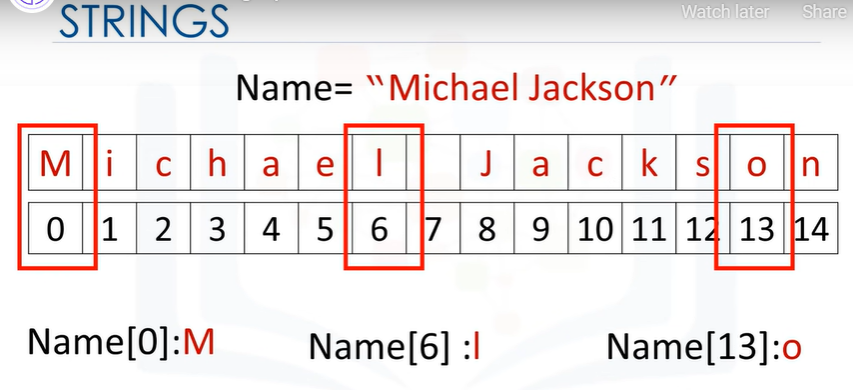 STRINGS
Watch later Share
Name= “Michael Jackson”
M i c h a e l J a c k s o n
0 1 2 3 4 5 6 7 8 9 10 11 12 13 14
Name[0]:M Name[6] :l Name[13]:o